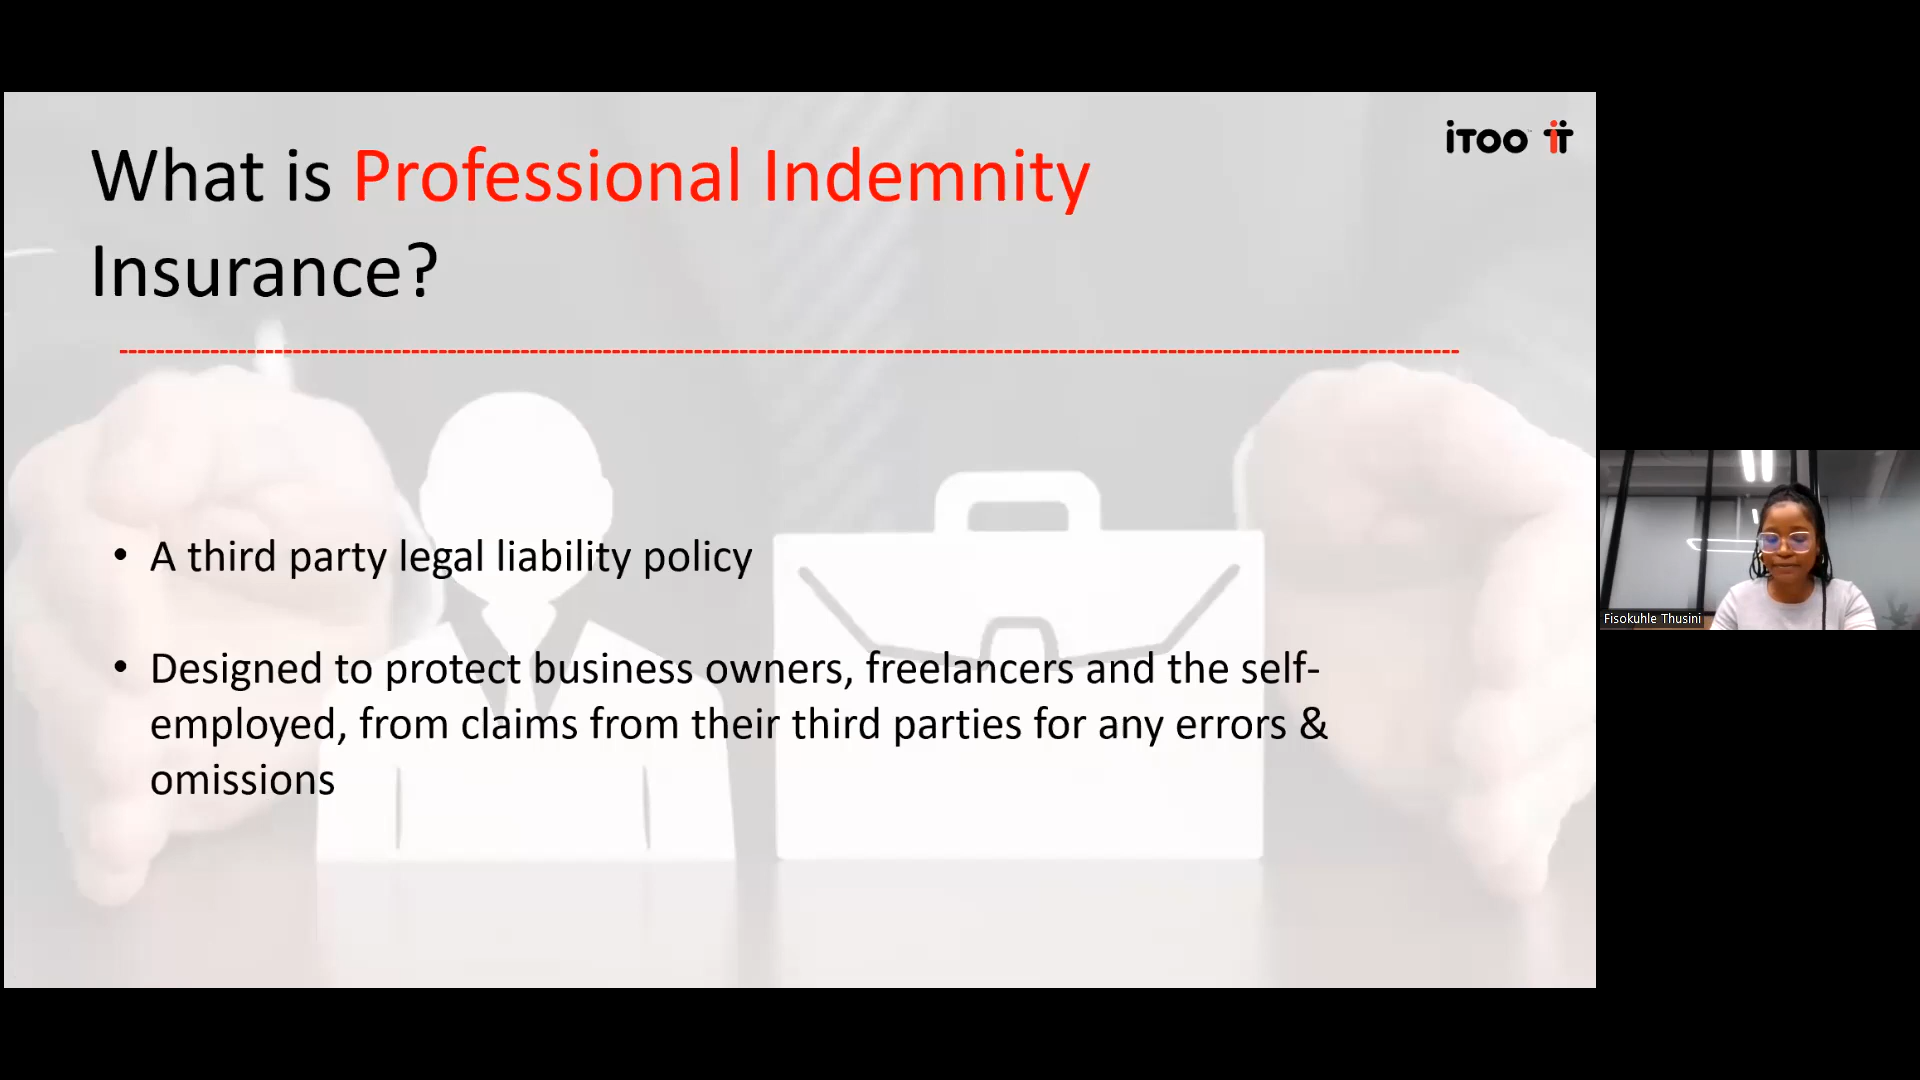 What is Professional Indemnity
Insurance?
iTOO
• A third party legal liability policy
• Designed to protect business owners, freelancers and the self-
employed, from claims from their third parties for any errors &
omissions
Fisokuhle Thusini